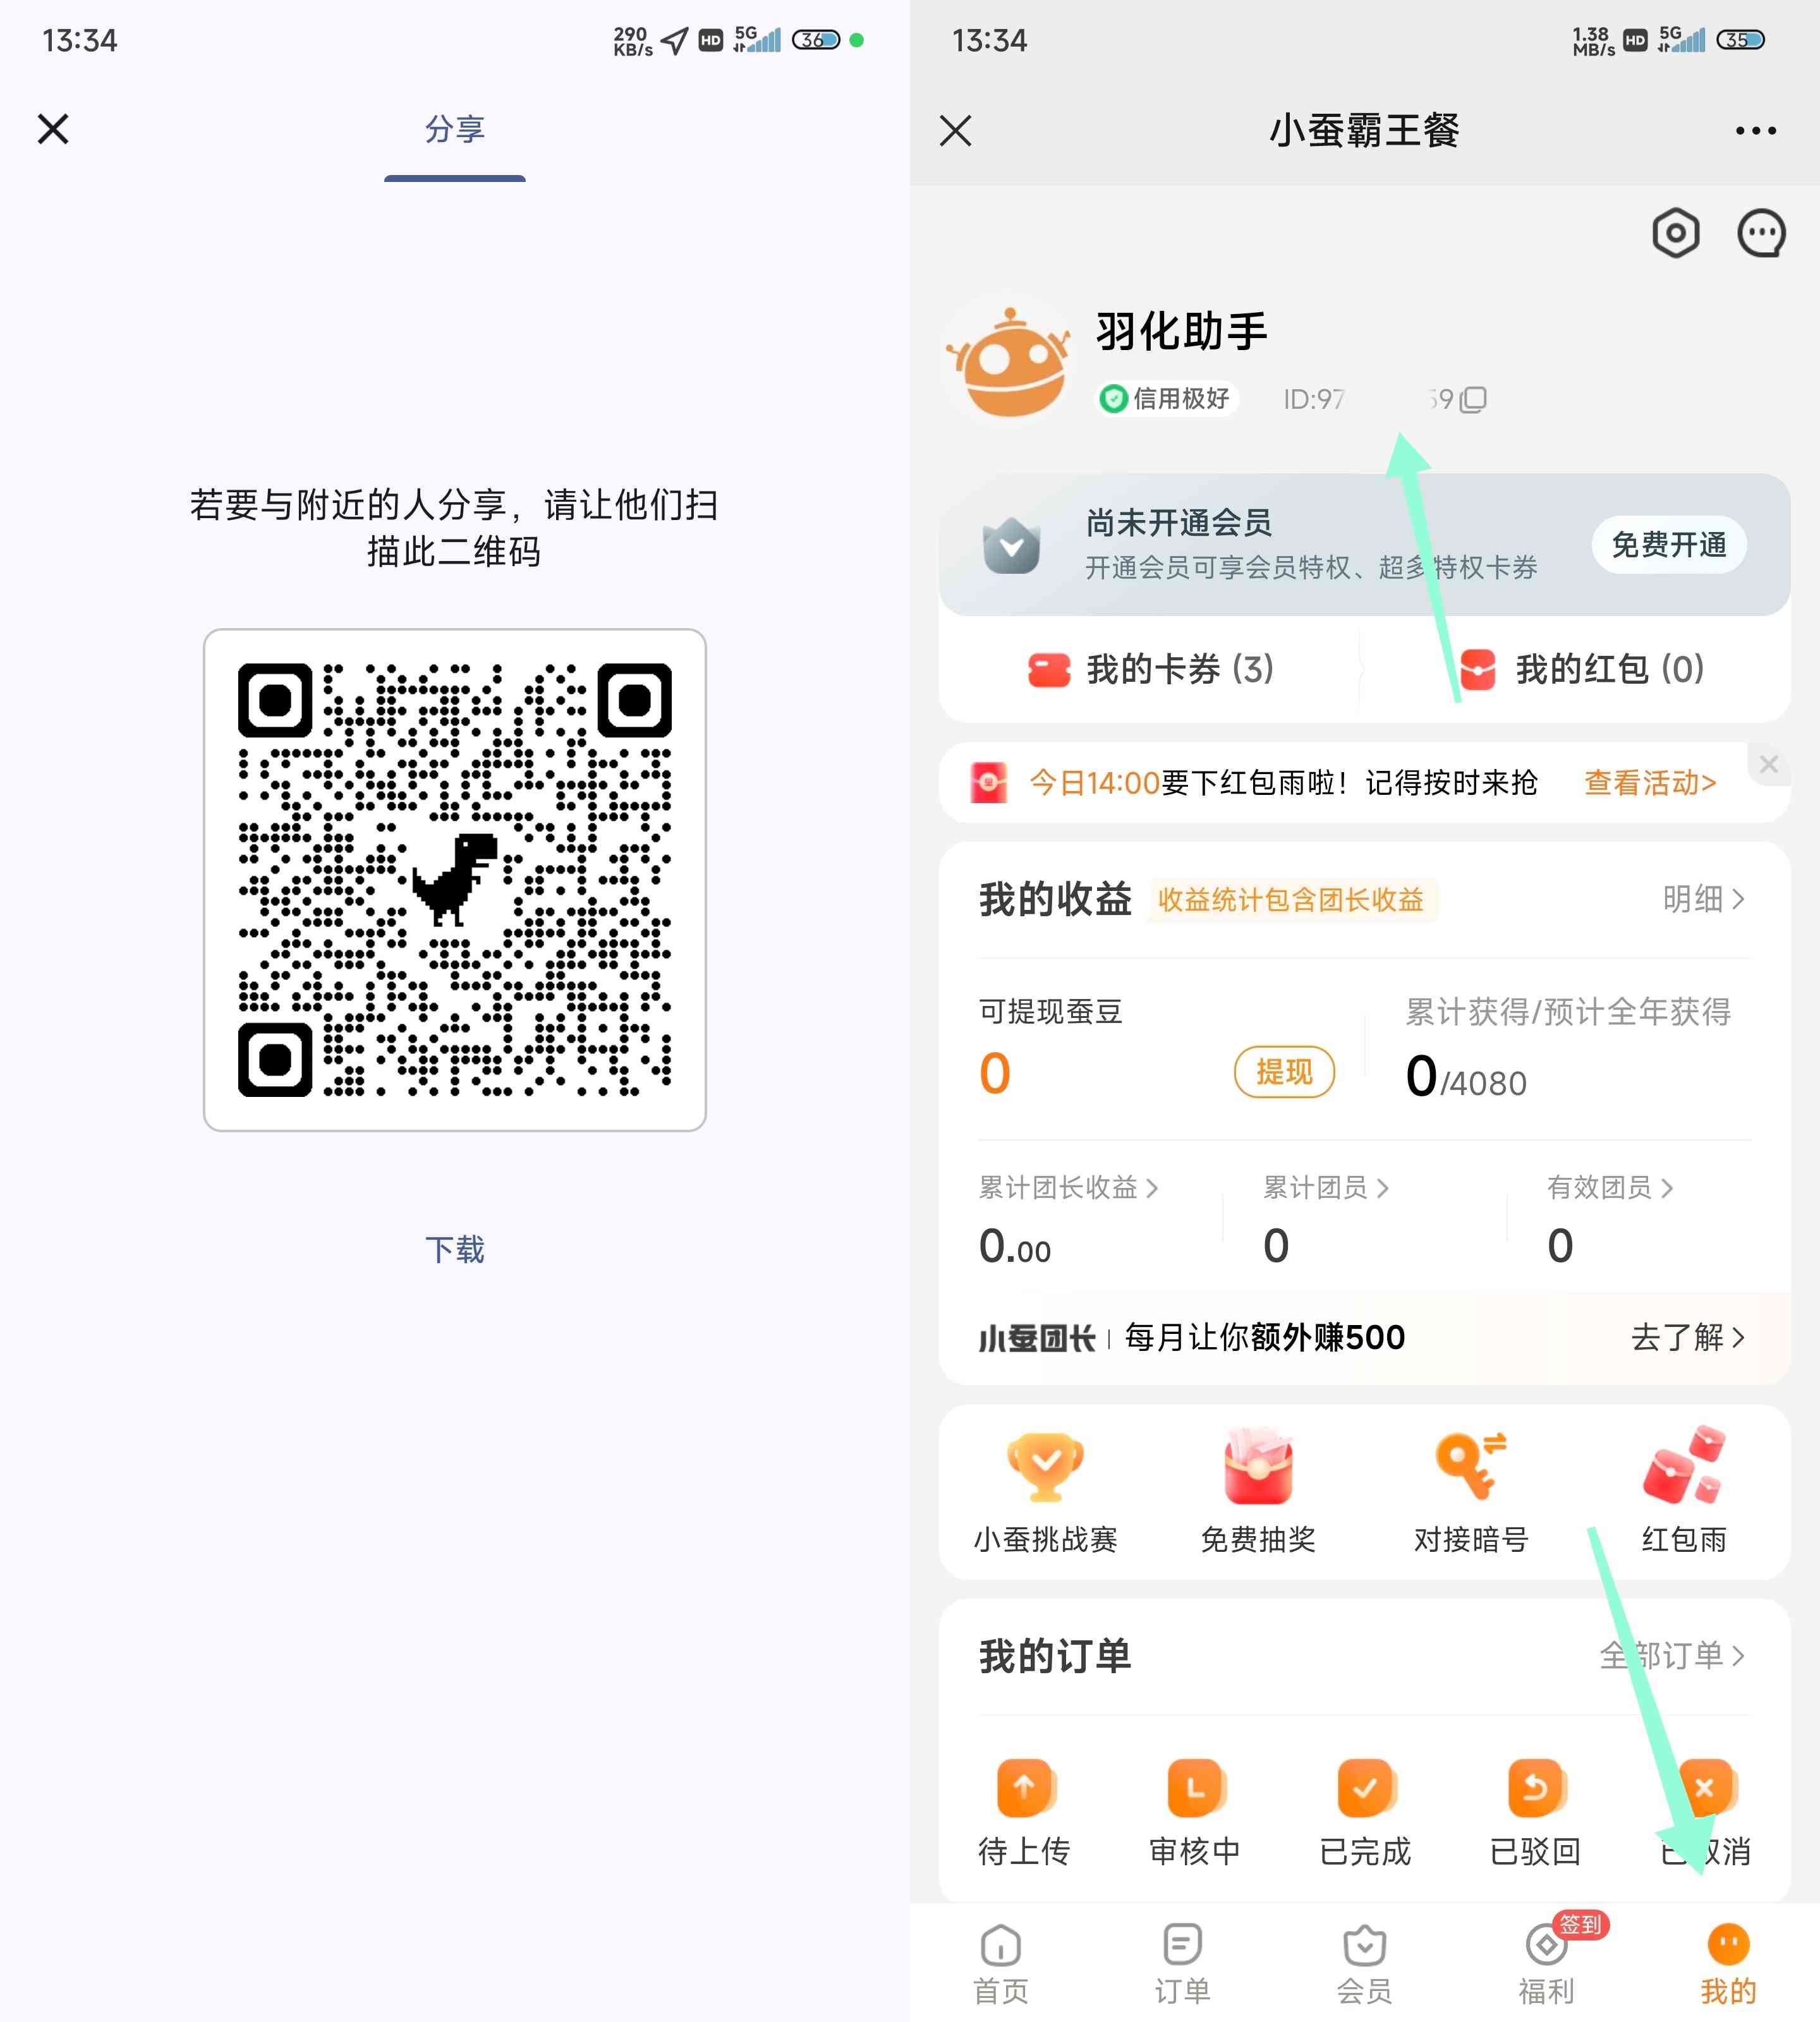 13:34
290
KB/s
HD
5G
36
分享
若要与附近的人分享，请让他们扫
描此二维码
下载
13:34
1.38
MB/s
HD
5G
35
小蚕霸王餐
羽化助手
信用极好
ID:97
59
尚未开通会员
开通会员可享会员特权、超多特权卡券
免费开通
我的卡券 (3)
我的红包 (0)
今日14:00要下红包雨啦！记得按时来抢
查看活动>
我的收益
收益统计包含团长收益
明细
可提现蚕豆
0
提现
累计获得/预计全年获得
0/4080
累计团长收益
0.00
累计团员
0
有效团员
0
小蚕团长
每月让你额外赚500
去了解
小蚕挑战赛
免费抽奖
对接暗号
红包雨
我的订单
全部订单
待上传
审核中
已完成
已驳回
已取消
首页
订单
会员
福利
签到
我的